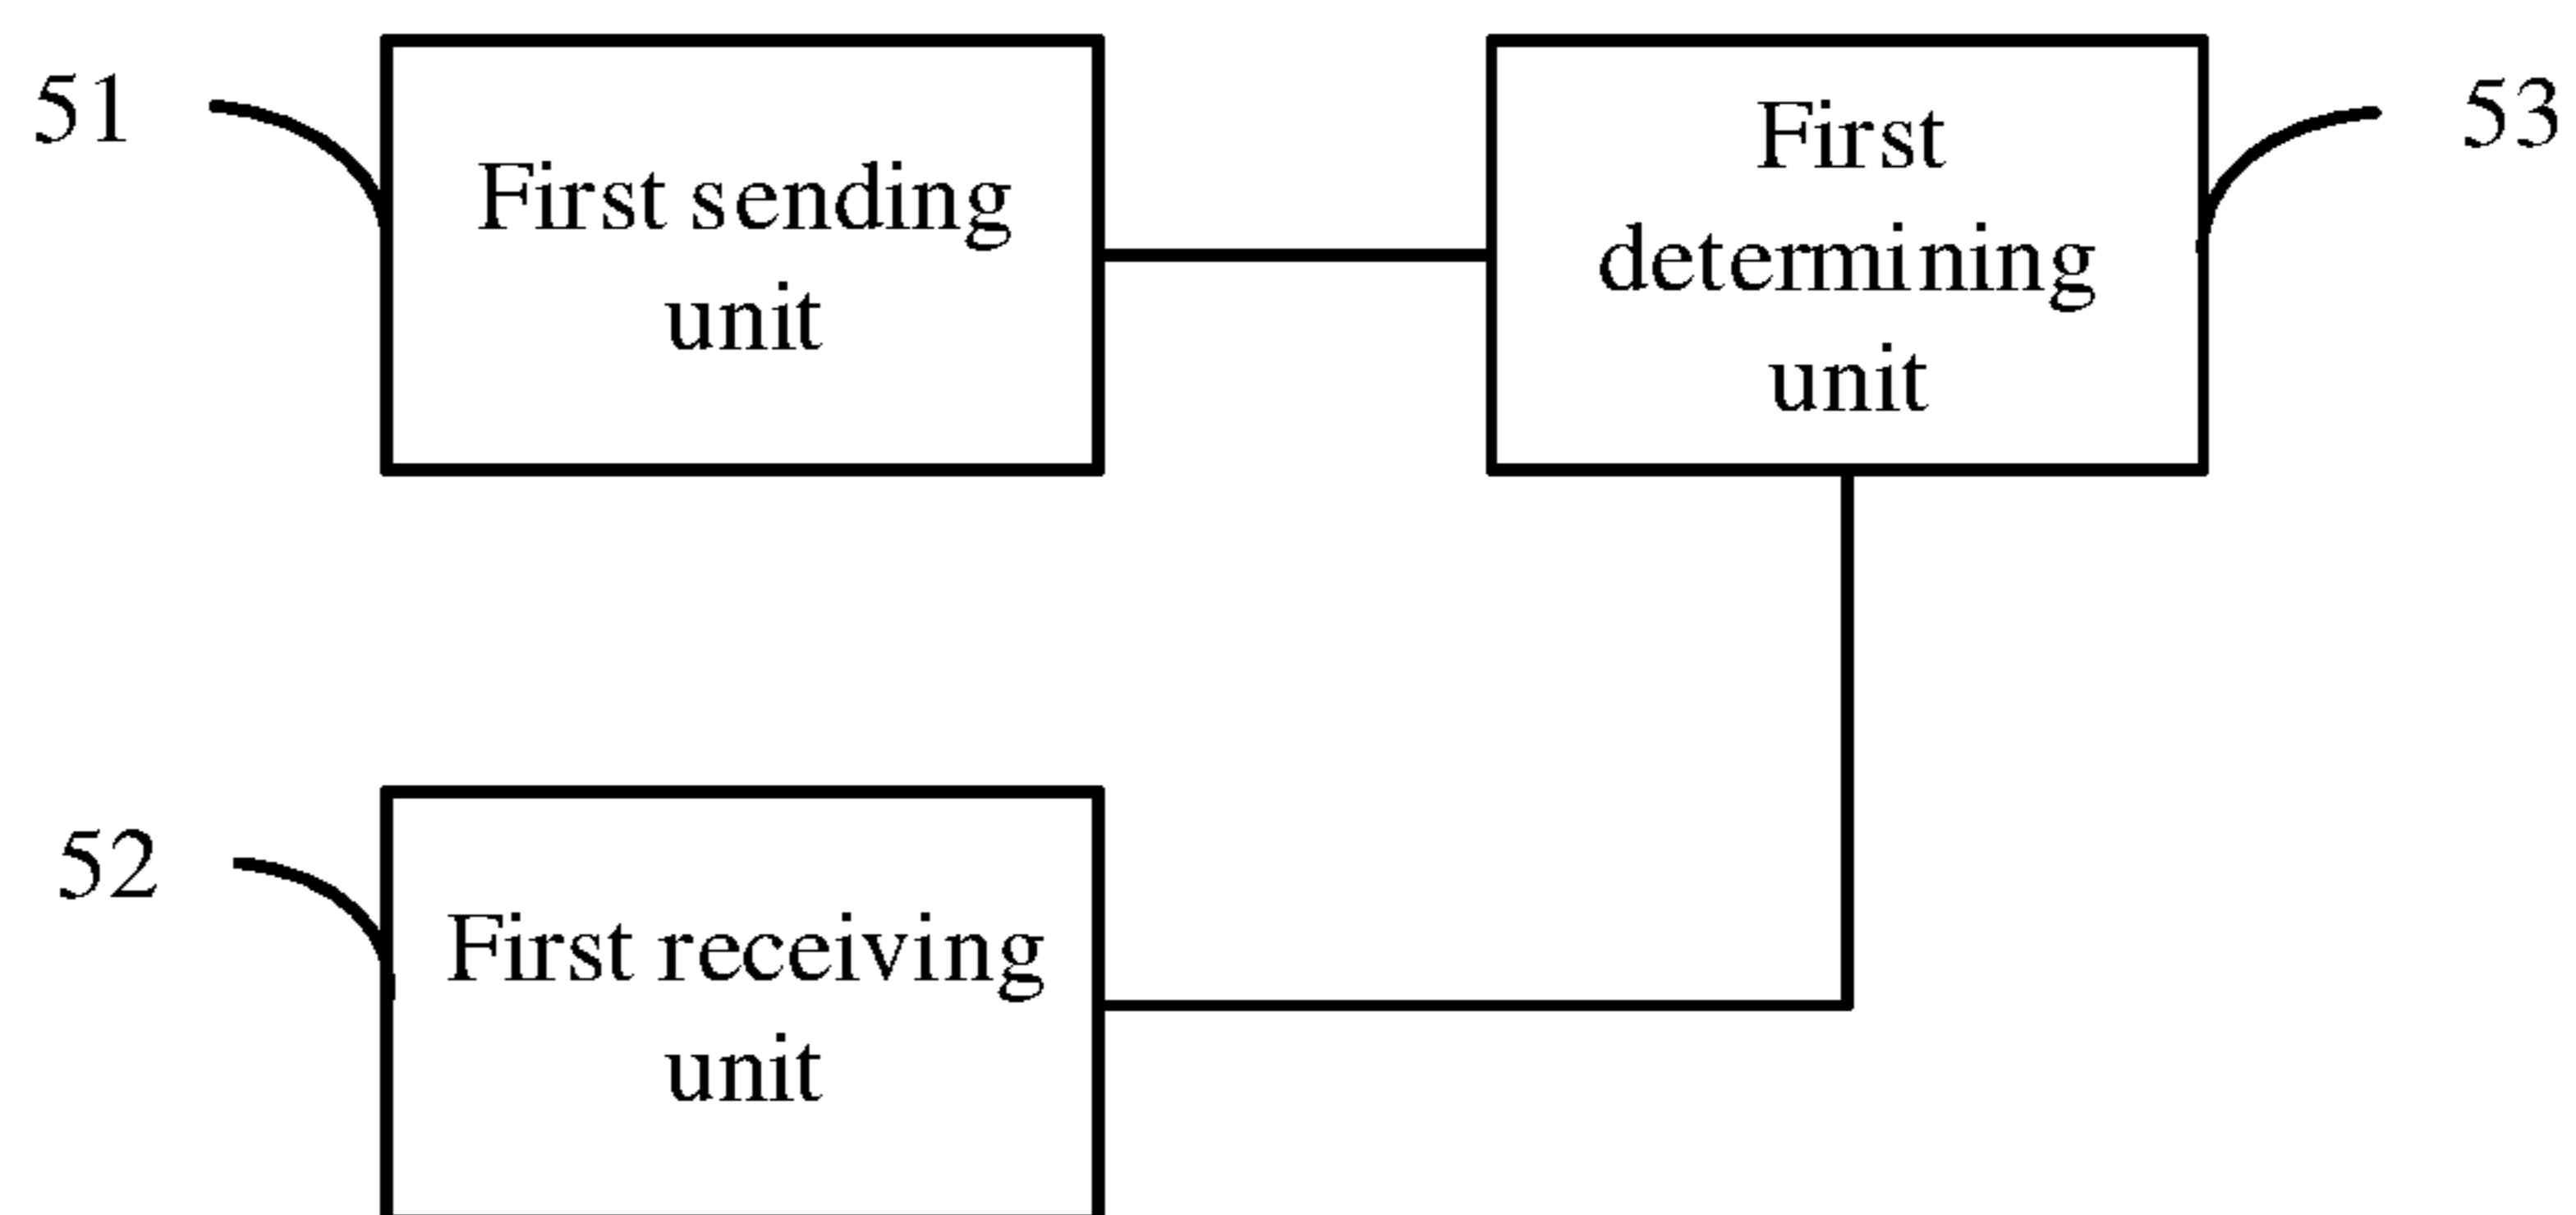 51
First sending
unit
First
determining
unit
53
52
First receiving
unit